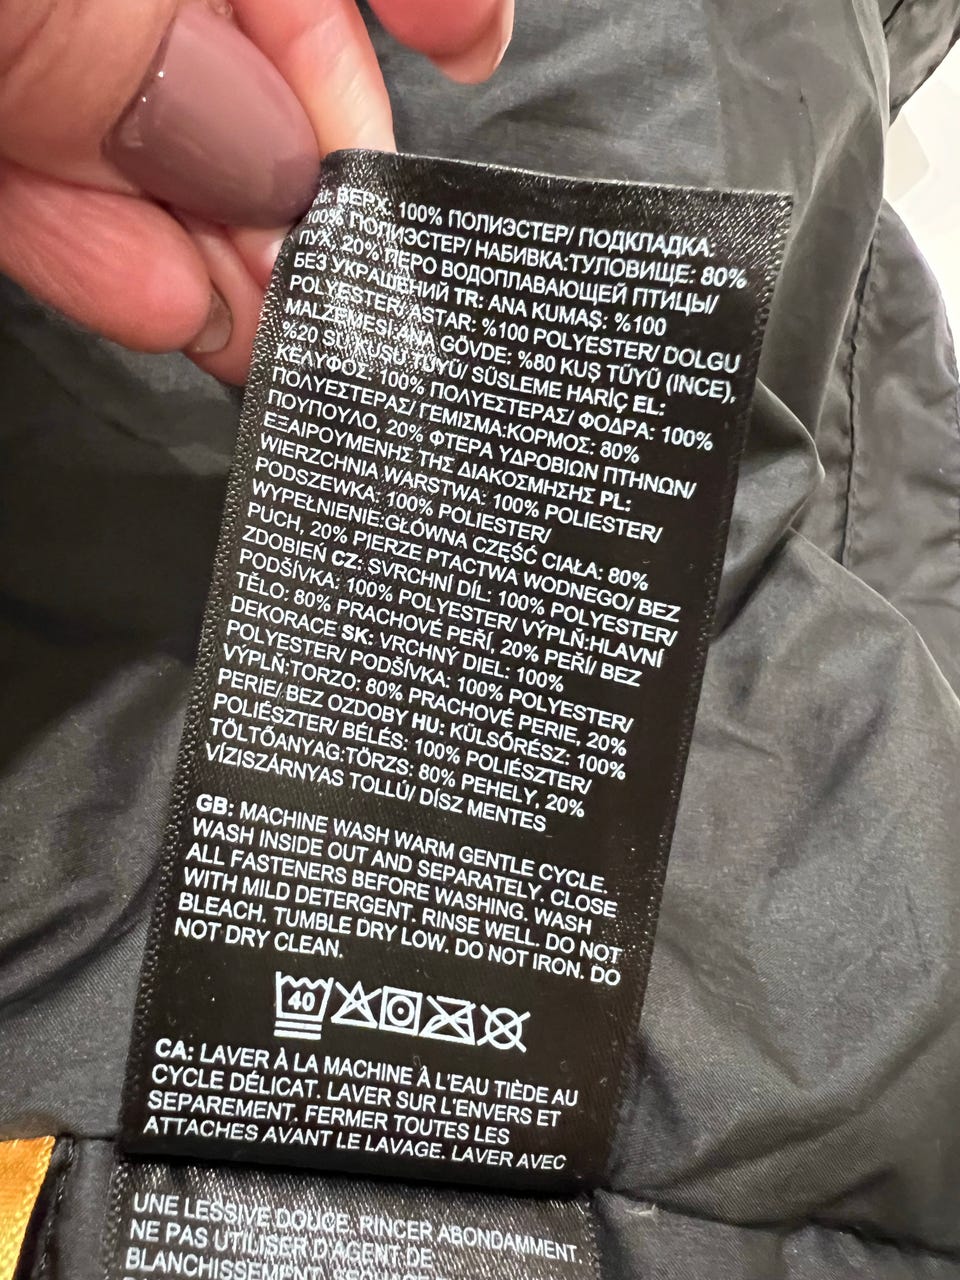 ВЕРХ: 100% ПОЛИЭСТЕР/ ПОДКЛАДКА:
100% ПОЛИЭСТЕР/ НАБИВКА:ТУЛОВИЩЕ: 80%
ПУХ, 20% ПЕРО ВОДОПЛАВАЮЩЕЙ ПТИЦЫ/
БЕЗ УКРАШЕНИЙ TR: ANA KUMAŞ: %100
POLYESTER/ ASTAR: %100 POLYESTER/ DOLGU
MALZEMESI:ANA GÖVDE: %80 KUŞ TÜYÜ (INCE),
%20 SU KUŞU TÜYÜ/ SÜSLEME HARİÇ EL:
ΚΕΛΥΦΟΣ: 100% ΠΟΛΥΕΣΤΕΡΑΣ/ ΦΟΔΡΑ: 100%
ΠΟΛΥΕΣΤΕΡΑΣ/ ΓΕΜΙΣΜΑ:ΚΟΡΜΟΣ: 80%
ΠΟΥΠΟΥΛΟ, 20% ΦΤΕΡΑ ΥΔΡΟΒΙΩΝ ΠΤΗΝΩΝ/
ΕΞΑΙΡΟΥΜΕΝΗΣ ΤΗΣ ΔΙΑΚΟΣΜΗΣΗΣ PL:
WIERZCHNIA WARSTWA: 100% POLIESTER/
PODSZEWKA: 100% POLIESTER/
WYPEŁNIENIE:GŁÓWNA CZĘŚĆ CIAŁA: 80%
PUCH, 20% PIERZE PTACTWA WODNEGO/ BEZ
ZDOBIEŃ CZ: SVRCHNÍ DÍL: 100% POLYESTER/
PODŠÍVKA: 100% POLYESTER/ VÝPLŇ:HLAVNÍ
TĚLO: 80% PRACHOVÉ PEŘÍ, 20% PEŘÍ/ BEZ
DEKORACE SK: VRCHNÝ DIEL: 100%
POLYESTER/ PODŠÍVKA: 100% POLYESTER/
VÝPLŇ:TORZO: 80% PRACHOVÉ PERIE, 20%
PERIE/ BEZ OZDOBY HU: KÜLSŐRÉSZ: 100%
POLIÉSZTER/ BÉLÉS: 100% POLIÉSZTER/
TÖLTŐANYAG:TÖRZS: 80% PEHELY, 20%
VÍZISZÁRNYAS TOLLÚ/ DÍSZ MENTES
GB: MACHINE WASH WARM GENTLE CYCLE.
WASH INSIDE OUT AND SEPARATELY. CLOSE
ALL FASTENERS BEFORE WASHING. WASH
WITH MILD DETERGENT. RINSE WELL. DO NOT
BLEACH. TUMBLE DRY LOW. DO NOT IRON. DO
NOT DRY CLEAN.
40
CA: LAVER À LA MACHINE À L'EAU TIÈDE AU
CYCLE DÉLICAT. LAVER SUR L'ENVERS ET
SEPAREMENT. FERMER TOUTES LES
ATTACHES AVANT LE LAVAGE. LAVER AVEC
UNE LESSIVE DOUCE. RINCER ABONDAMMENT.
NE PAS UTILISER D'AGENT DE
BLANCHISSEMENT.